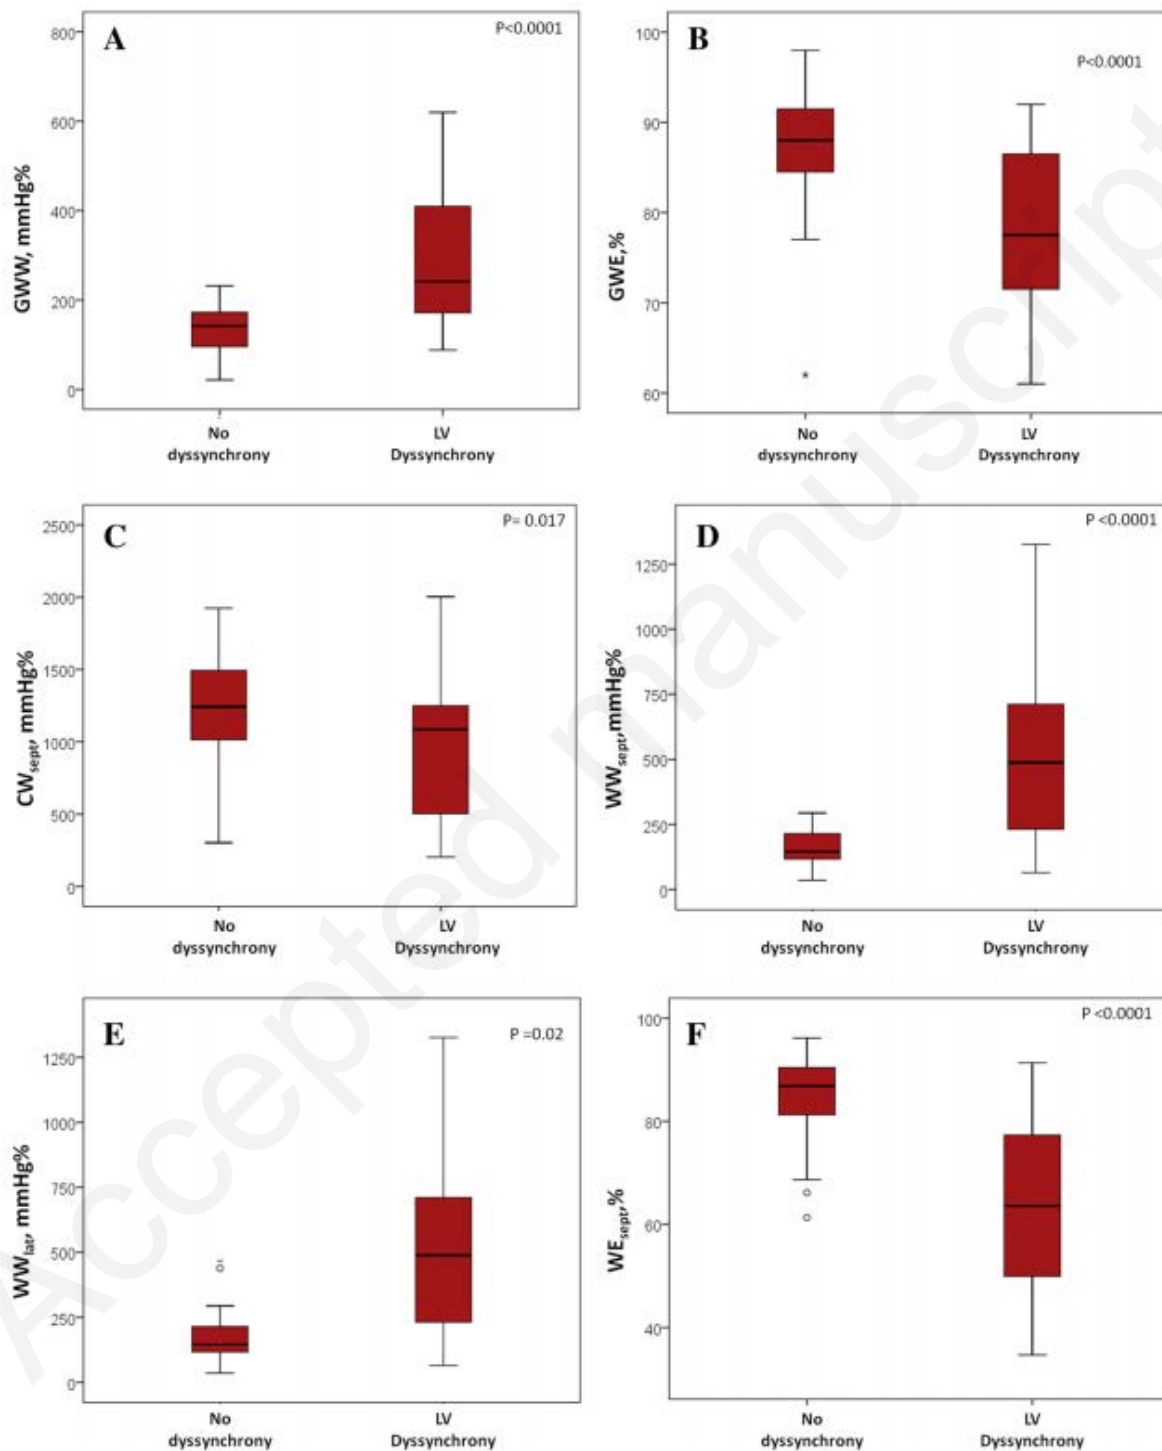 A
P<0.0001
800
600
400
200
0
GWW, mmHg%
No
dyssynchrony
LV
Dyssynchrony
B
P<0.0001
100
90
80
70
60
GWE,%
No
dyssynchrony
LV
Dyssynchrony
C
P= 0.017
2500
2000
1500
1000
500
0
CWsept, mmHg%
No
dyssynchrony
LV
Dyssynchrony
D
P <0.0001
1250
1000
750
500
250
0
WWsept,mmHg%
No
dyssynchrony
LV
Dyssynchrony
E
P =0.02
1250
1000
750
500
250
0
WWlat, mmHg%
No
dyssynchrony
LV
Dyssynchrony
F
P <0.0001
100
80
60
40
WEsept,%
No
dyssynchrony
LV
Dyssynchrony
Accepted manuscript